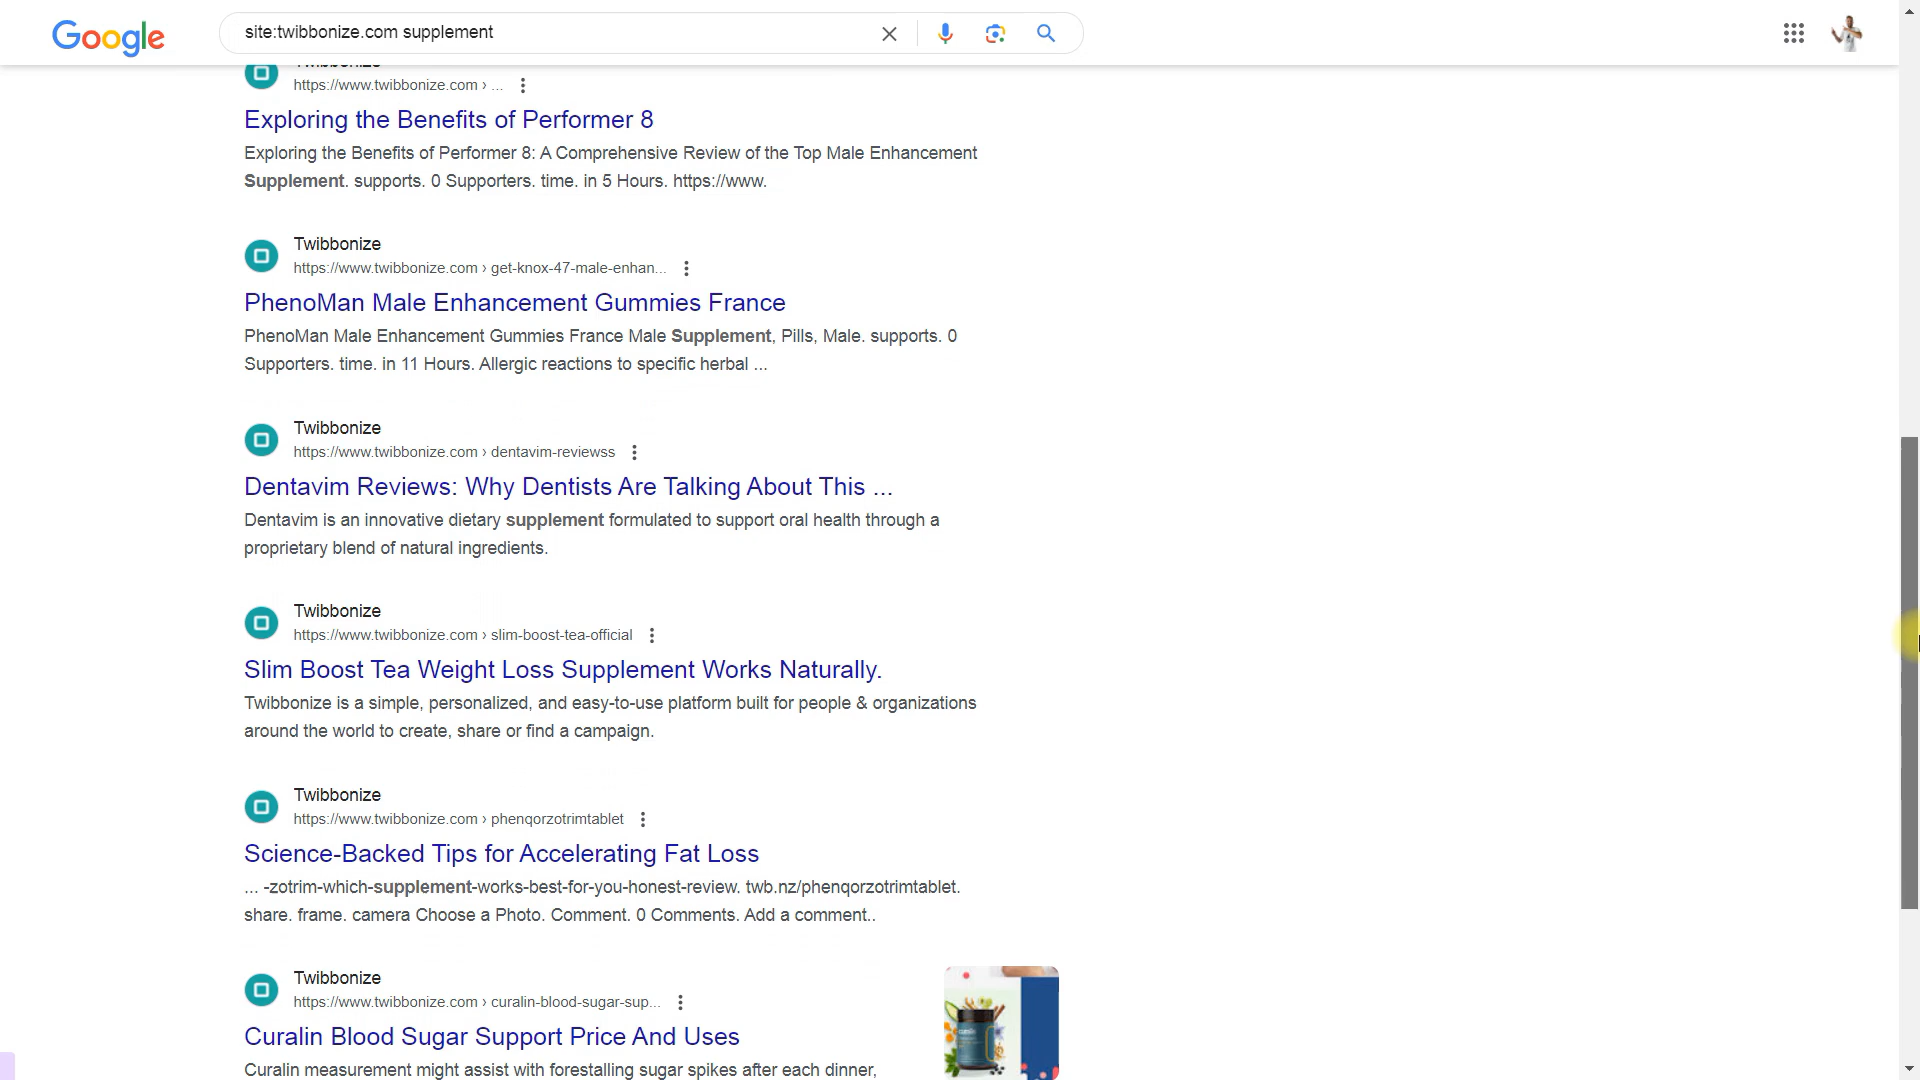 Google
site:twibbonize.com supplement
Twibbonize
https://www.twibbonize.com › ...
Exploring the Benefits of Performer 8
Exploring the Benefits of Performer 8: A Comprehensive Review of the Top Male Enhancement
Supplement. supports. 0 Supporters. time. in 5 Hours. https://www.
Twibbonize
https://www.twibbonize.com › get-knox-47-male-enhan...
PhenoMan Male Enhancement Gummies France
PhenoMan Male Enhancement Gummies France Male Supplement, Pills, Male. supports. 0
Supporters. time. in 11 Hours. Allergic reactions to specific herbal ...
Twibbonize
https://www.twibbonize.com › dentavim-reviewss
Dentavim Reviews: Why Dentists Are Talking About This ...
Dentavim is an innovative dietary supplement formulated to support oral health through a
proprietary blend of natural ingredients.
Twibbonize
https://www.twibbonize.com › slim-boost-tea-official
Slim Boost Tea Weight Loss Supplement Works Naturally.
Twibbonize is a simple, personalized, and easy-to-use platform built for people & organizations
around the world to create, share or find a campaign.
Twibbonize
https://www.twibbonize.com › phenqorzotrimtablet
Science-Backed Tips for Accelerating Fat Loss
... -zotrim-which-supplement-works-best-for-you-honest-review. twb.nz/phenqorzotrimtablet.
share. frame. camera Choose a Photo. Comment. 0 Comments. Add a comment..
Twibbonize
https://www.twibbonize.com › curalin-blood-sugar-sup...
Curalin Blood Sugar Support Price And Uses
Curalin measurement might assist with forestalling sugar spikes after each dinner,